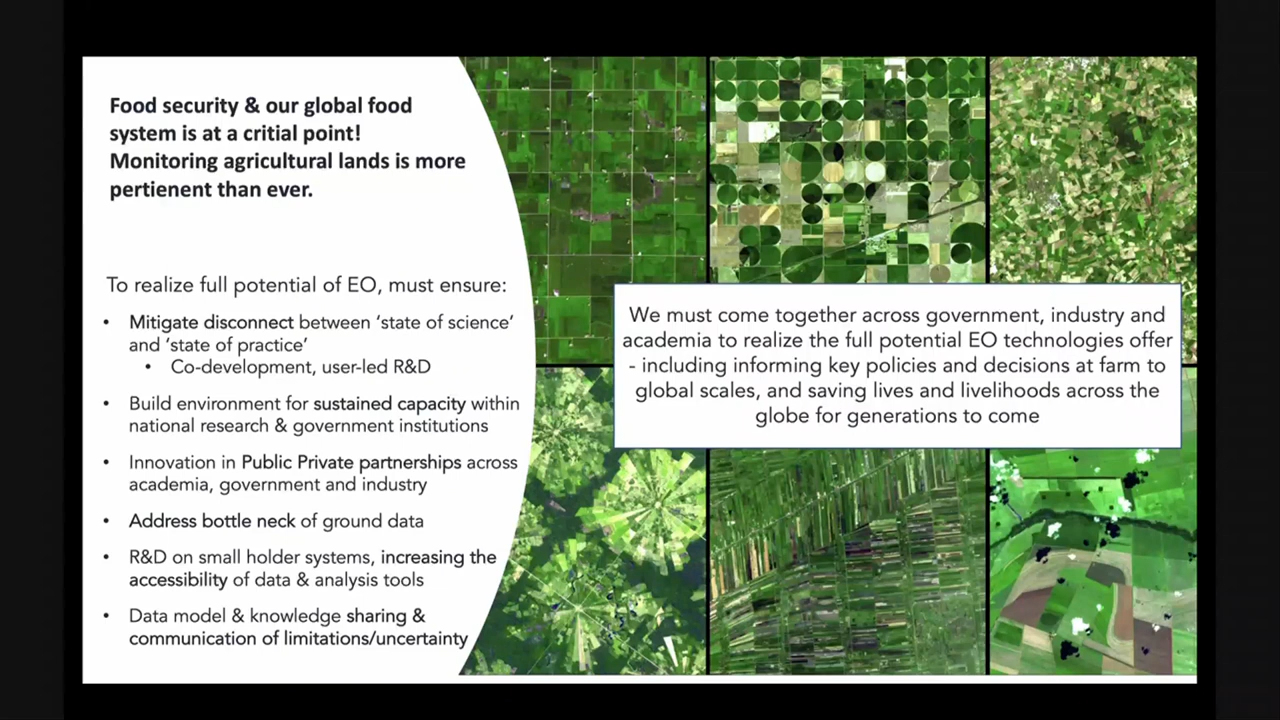 Food security & our global food
system is at a critial point!
Monitoring agricultural lands is more
pertienent than ever.
To realize full potential of EO, must ensure:
• Mitigate disconnect between ‘state of science’
and ‘state of practice’
• Co-development, user-led R&D
• Build environment for sustained capacity within
national research & government institutions
• Innovation in Public Private partnerships across
academia, government and industry
• Address bottle neck of ground data
• R&D on small holder systems, increasing the
accessibility of data & analysis tools
• Data model & knowledge sharing &
communication of limitations/uncertainty
We must come together across government, industry and
academia to realize the full potential EO technologies offer
- including informing key policies and decisions at farm to
global scales, and saving lives and livelihoods across the
globe for generations to come